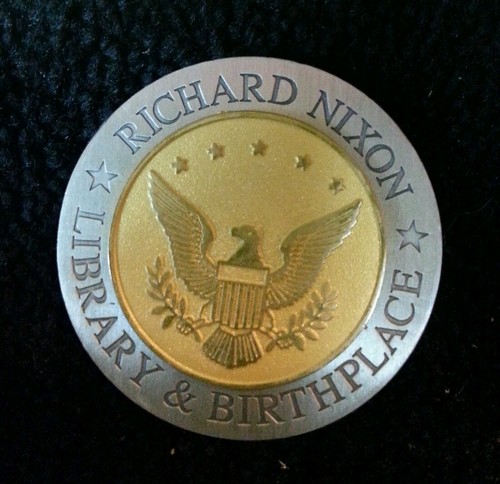 RICHARD NIXON
LIBRARY & BIRTHPLACE